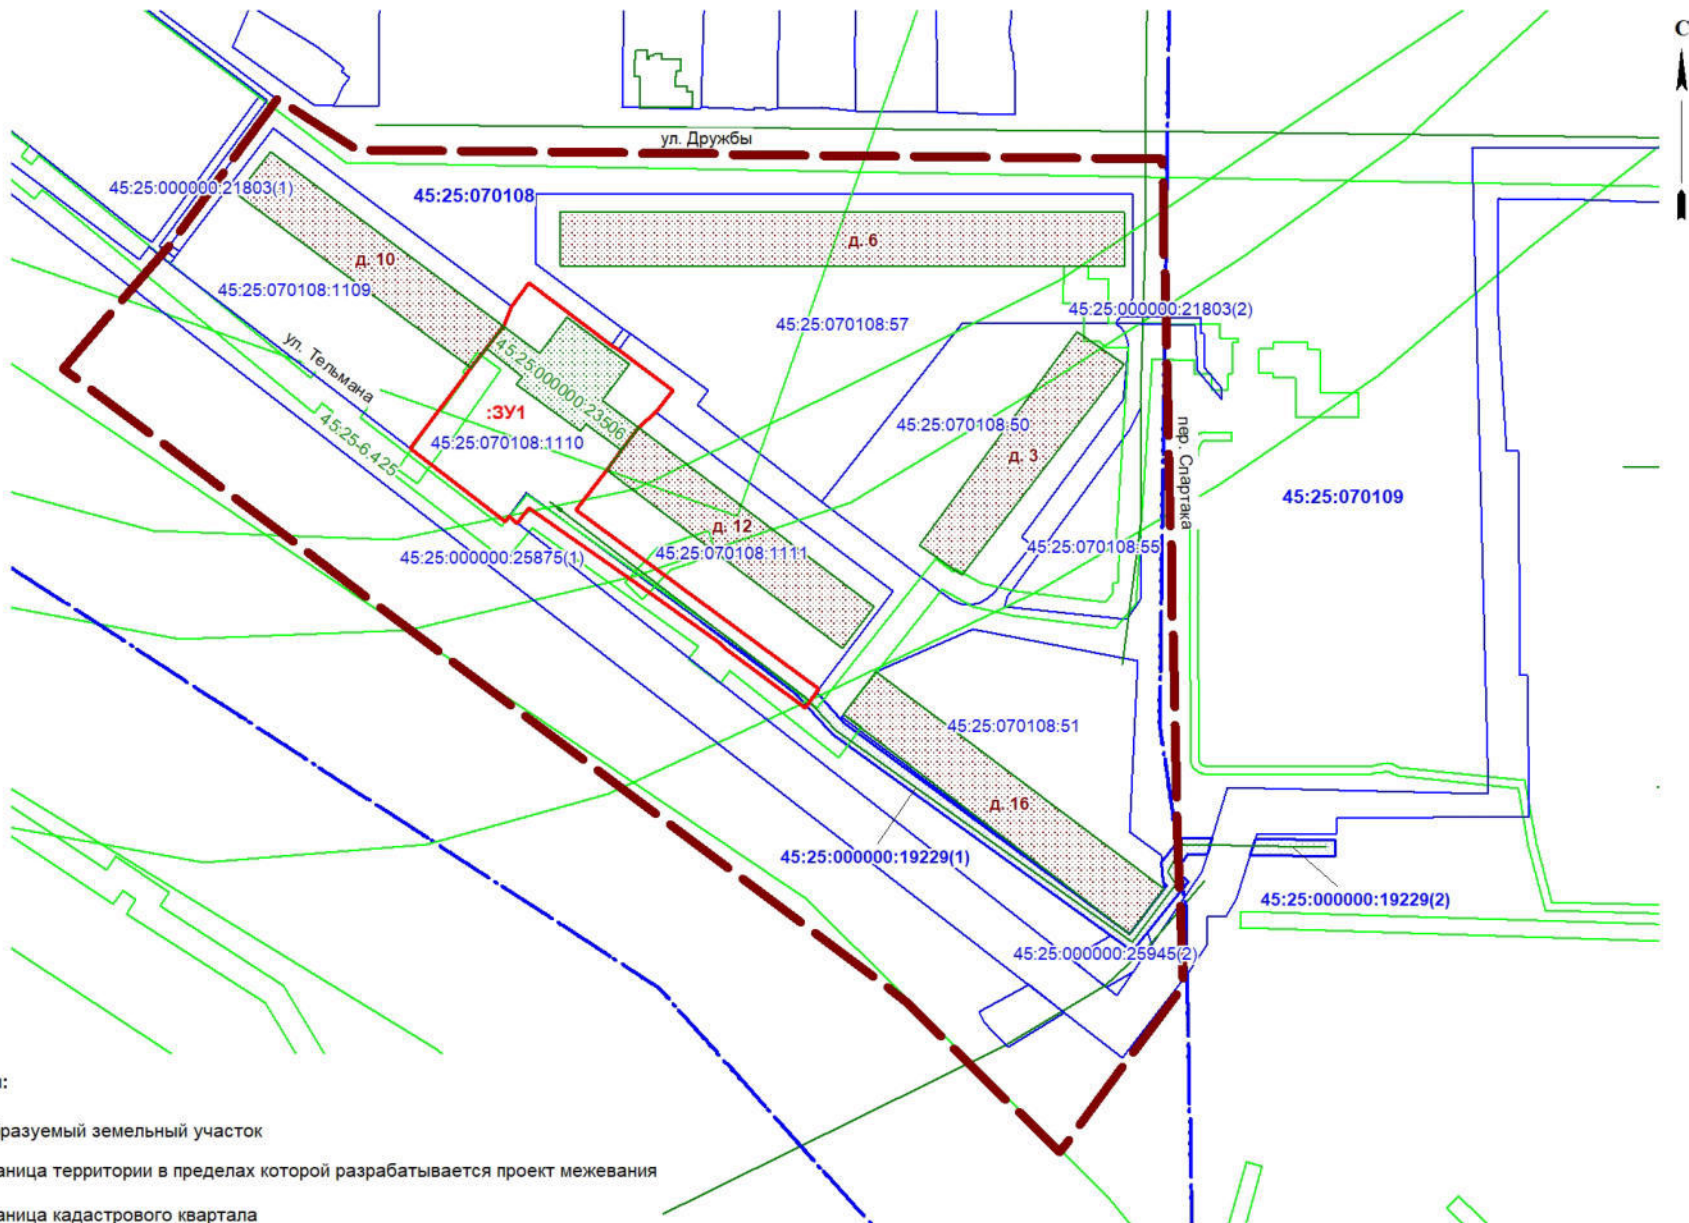 С
ул. Дружбы
45:25:000000:21803(1)
45:25:070108
д. 6
д. 10
45:25:070108:1109
45:25:000000:21803(2)
45:25:070108:57
ул. Тельмана
45:25:000000:23506
:ЗУ1
45:25:070108:1110
45:25-6.425
45:25:070108:50
д. 3
пер. Спартака
45:25:070109
д. 12
45:25:070108:1111
45:25:000000:25875(1)
45:25:070108:55
45:25:070108:51
д. 16
45:25:000000:19229(1)
45:25:000000:19229(2)
45:25:000000:25945(2)
разуемый земельный участок
аница территории в пределах которой разрабатывается проект межевания
аница кадастрового квартала